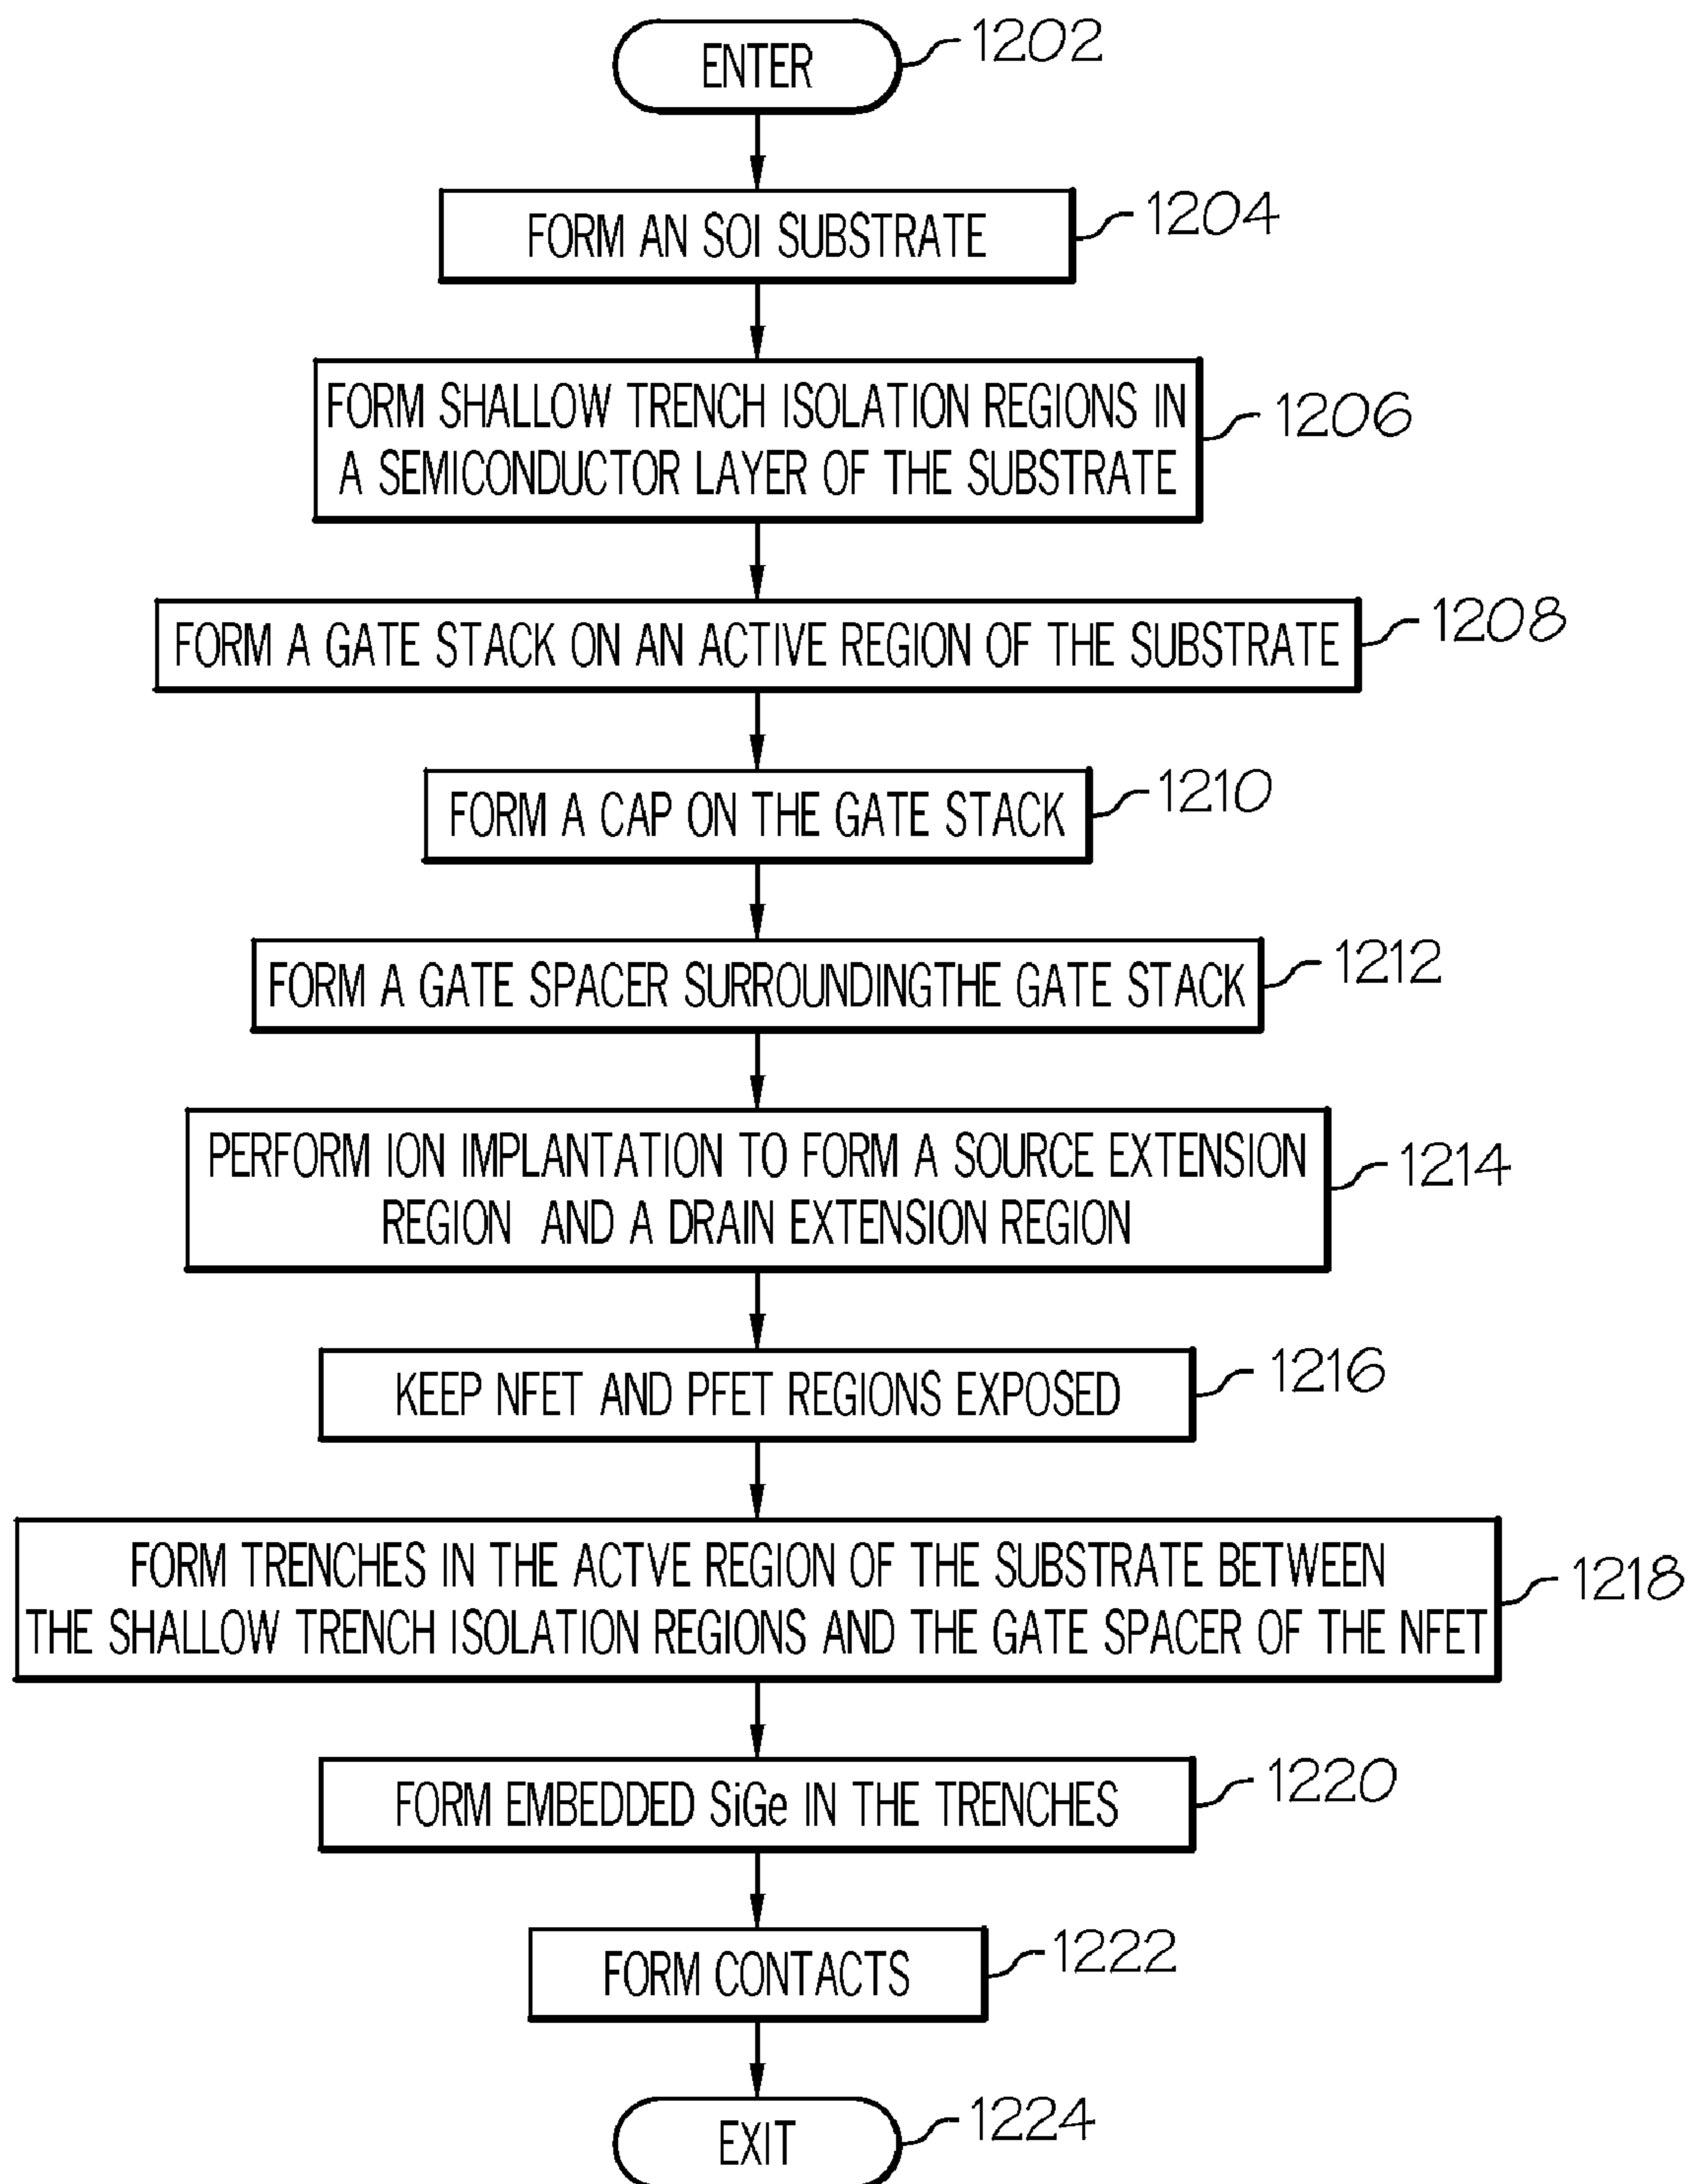 ENTER
1202
FORM AN SOI SUBSTRATE
1204
FORM SHALLOW TRENCH ISOLATION REGIONS IN
A SEMICONDUCTOR LAYER OF THE SUBSTRATE
1206
FORM A GATE STACK ON AN ACTIVE REGION OF THE SUBSTRATE
1208
FORM A CAP ON THE GATE STACK
1210
FORM A GATE SPACER SURROUNDINGTHE GATE STACK
1212
PERFORM ION IMPLANTATION TO FORM A SOURCE EXTENSION
REGION AND A DRAIN EXTENSION REGION
1214
KEEP NFET AND PFET REGIONS EXPOSED
1216
FORM TRENCHES IN THE ACTVE REGION OF THE SUBSTRATE BETWEEN
THE SHALLOW TRENCH ISOLATION REGIONS AND THE GATE SPACER OF THE NFET
1218
FORM EMBEDDED SiGe IN THE TRENCHES
1220
FORM CONTACTS
1222
EXIT
1224